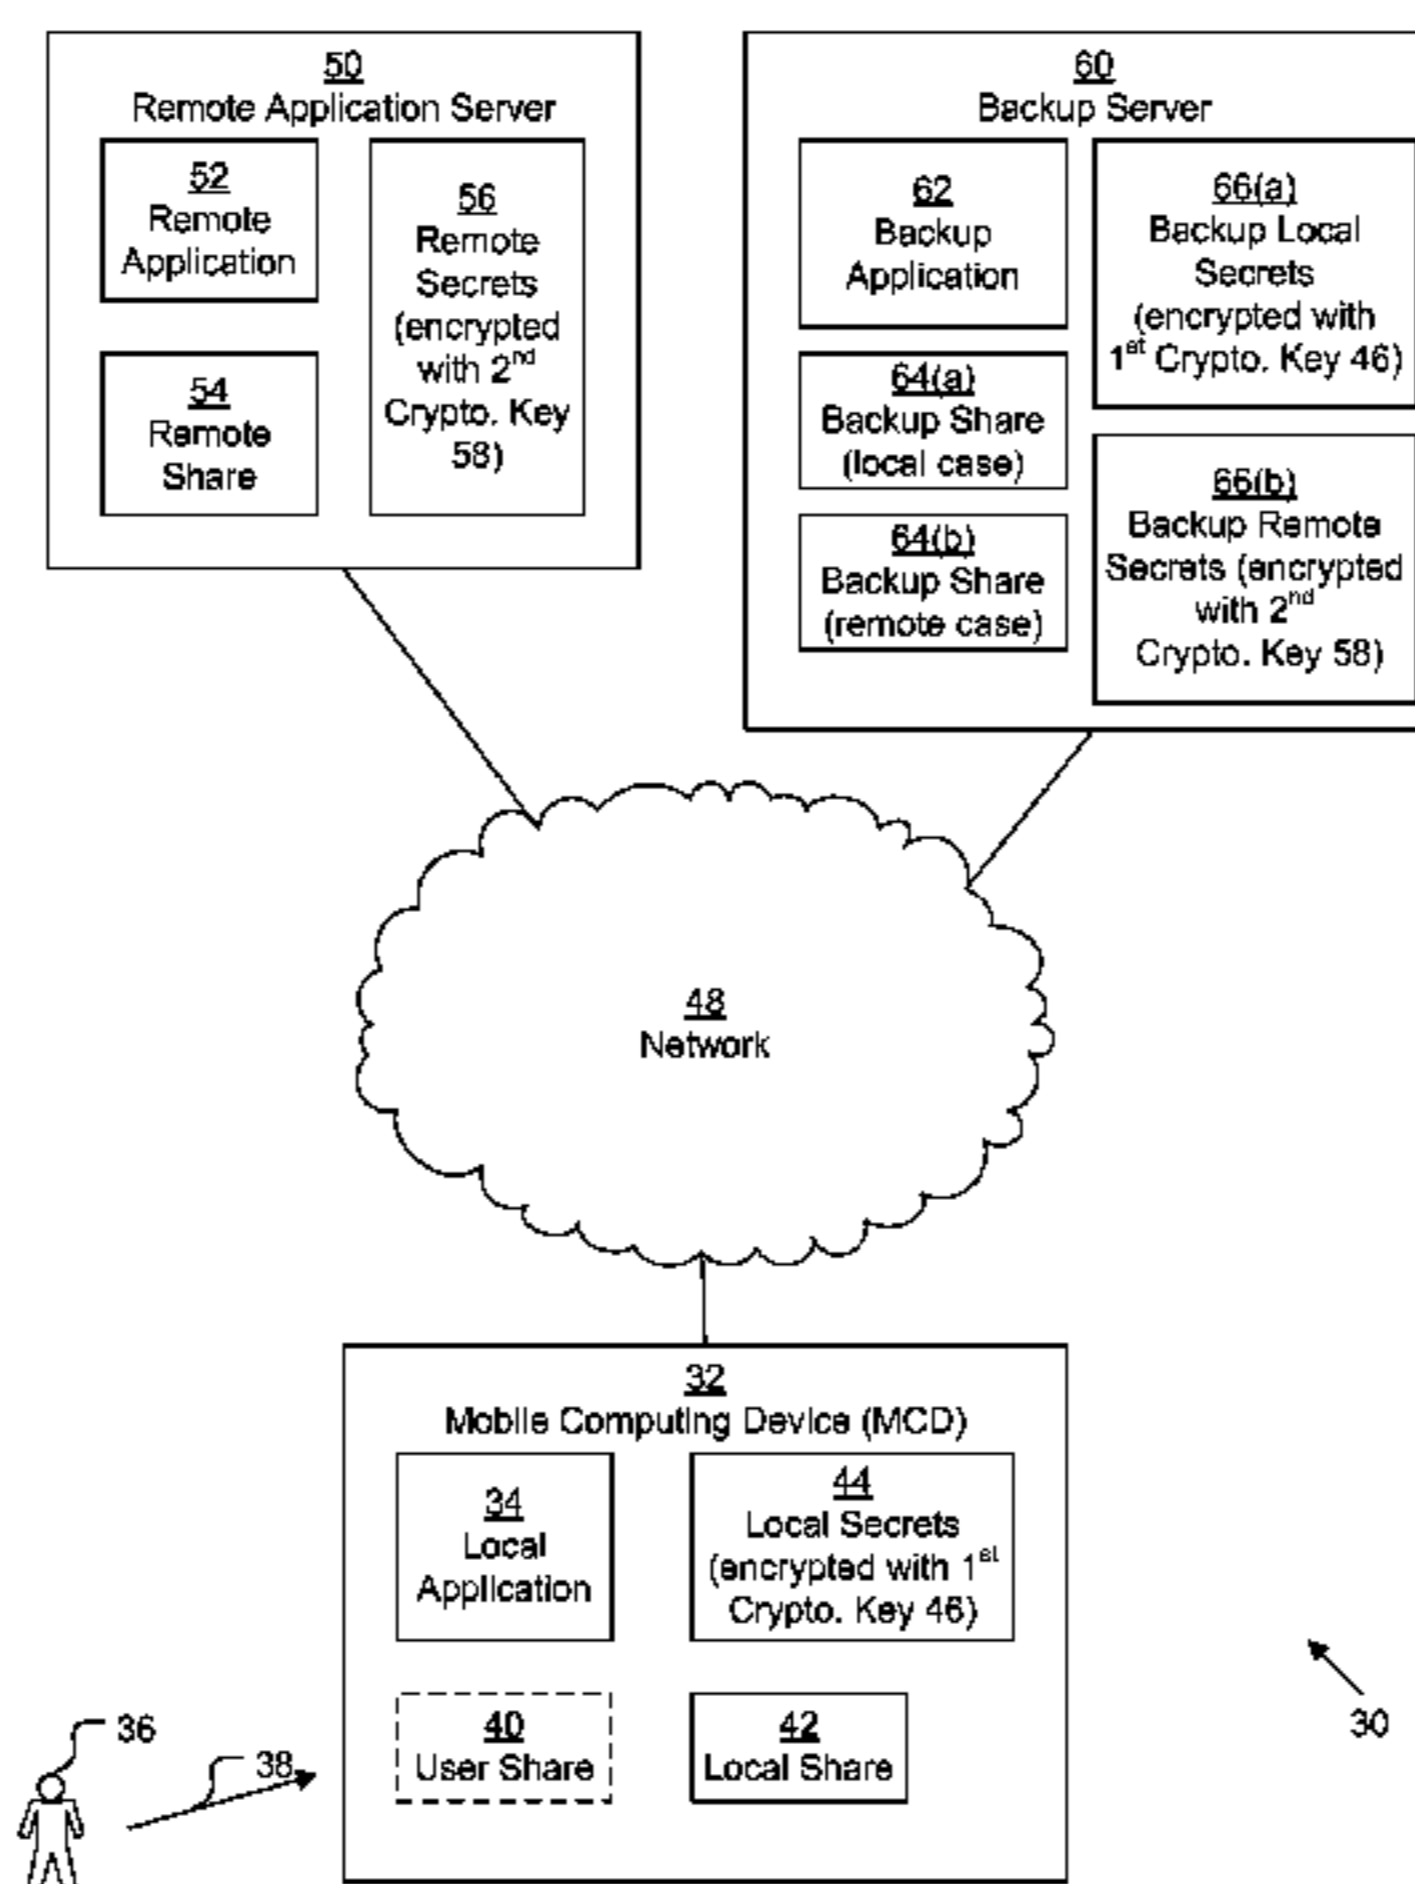 50
Remote Application Server
52
Remote
Application
54
Remote
Share
56
Remote
Secrets
(encrypted
with 2nd
Crypto. Key
58)
60
Backup Server
62
Backup
Application
64(a)
Backup Share
(local case)
64(b)
Backup Share
(remote case)
66(a)
Backup Local
Secrets
(encrypted with
1st Crypto. Key 46)
66(b)
Backup Remote
Secrets (encrypted
with 2nd
Crypto. Key 58)
48
Network
32
Mobile Computing Device (MCD)
34
Local
Application
44
Local Secrets
(encrypted with 1st
Crypto. Key 46)
40
User Share
42
Local Share
36
38
30